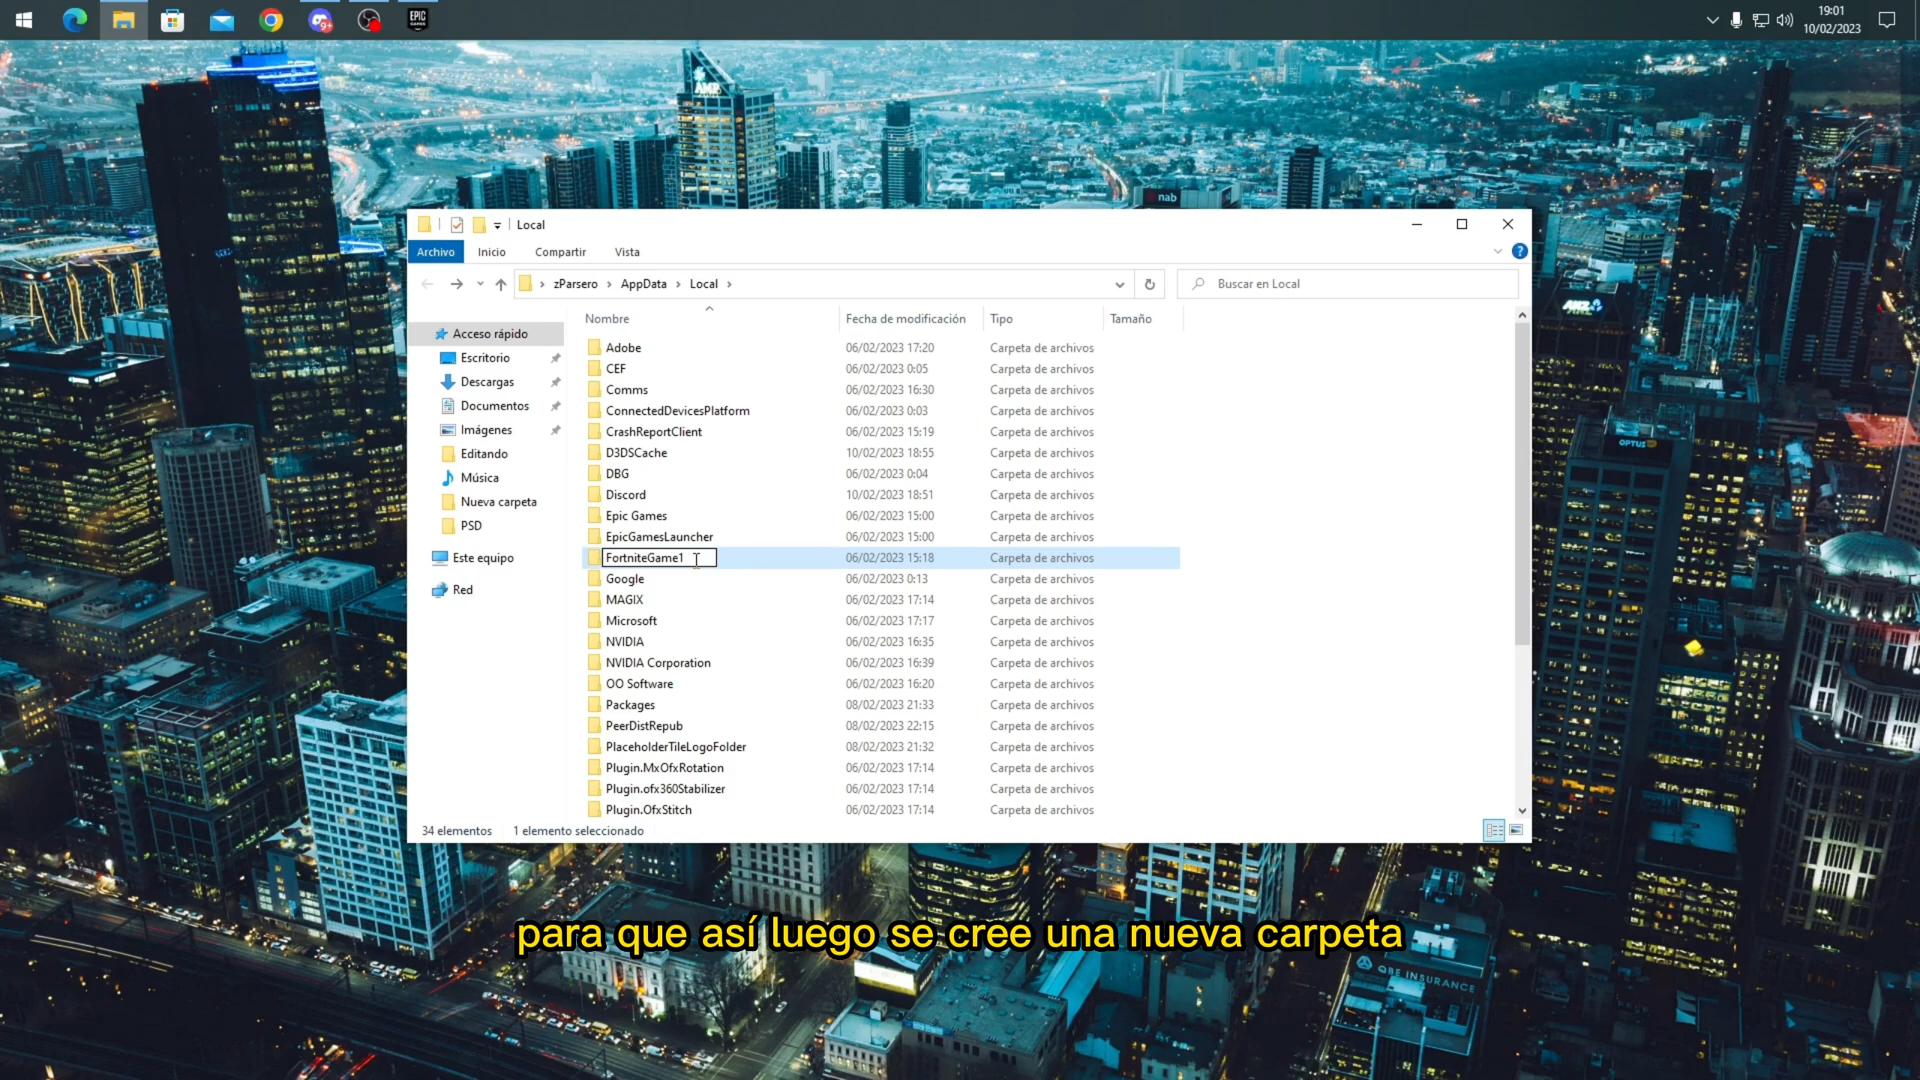 9+
EPIC
GAMES
19:01
10/02/2023
AMP
nab
ANZ
OPTUS
Local
Archivo
Inicio
Compartir
Vista
zParsero
AppData
Local
Buscar en Local
Nombre
Fecha de modificación
Tipo
Tamaño
Acceso rápido
Escritorio
Descargas
Documentos
Imágenes
Editando
Música
Nueva carpeta
PSD
Este equipo
Red
Adobe 06/02/2023 17:20 Carpeta de archivos
CEF 06/02/2023 0:05 Carpeta de archivos
Comms 06/02/2023 16:30 Carpeta de archivos
ConnectedDevicesPlatform 06/02/2023 0:03 Carpeta de archivos
CrashReportClient 06/02/2023 15:19 Carpeta de archivos
D3DSCache 10/02/2023 18:55 Carpeta de archivos
DBG 06/02/2023 0:04 Carpeta de archivos
Discord 10/02/2023 18:51 Carpeta de archivos
Epic Games 06/02/2023 15:00 Carpeta de archivos
EpicGamesLauncher 06/02/2023 15:00 Carpeta de archivos
FortniteGame1 06/02/2023 15:18 Carpeta de archivos
Google 06/02/2023 0:13 Carpeta de archivos
MAGIX 06/02/2023 17:14 Carpeta de archivos
Microsoft 06/02/2023 17:17 Carpeta de archivos
NVIDIA 06/02/2023 16:35 Carpeta de archivos
NVIDIA Corporation 06/02/2023 16:39 Carpeta de archivos
OO Software 06/02/2023 16:20 Carpeta de archivos
Packages 08/02/2023 21:33 Carpeta de archivos
PeerDistRepub 08/02/2023 22:15 Carpeta de archivos
PlaceholderTileLogoFolder 08/02/2023 21:32 Carpeta de archivos
Plugin.MxOfxRotation 06/02/2023 17:14 Carpeta de archivos
Plugin.ofx360Stabilizer 06/02/2023 17:14 Carpeta de archivos
Plugin.OfxStitch 06/02/2023 17:14 Carpeta de archivos
34 elementos
1 elemento seleccionado
para que así luego se cree una nueva carpeta
QBE INSURANCE